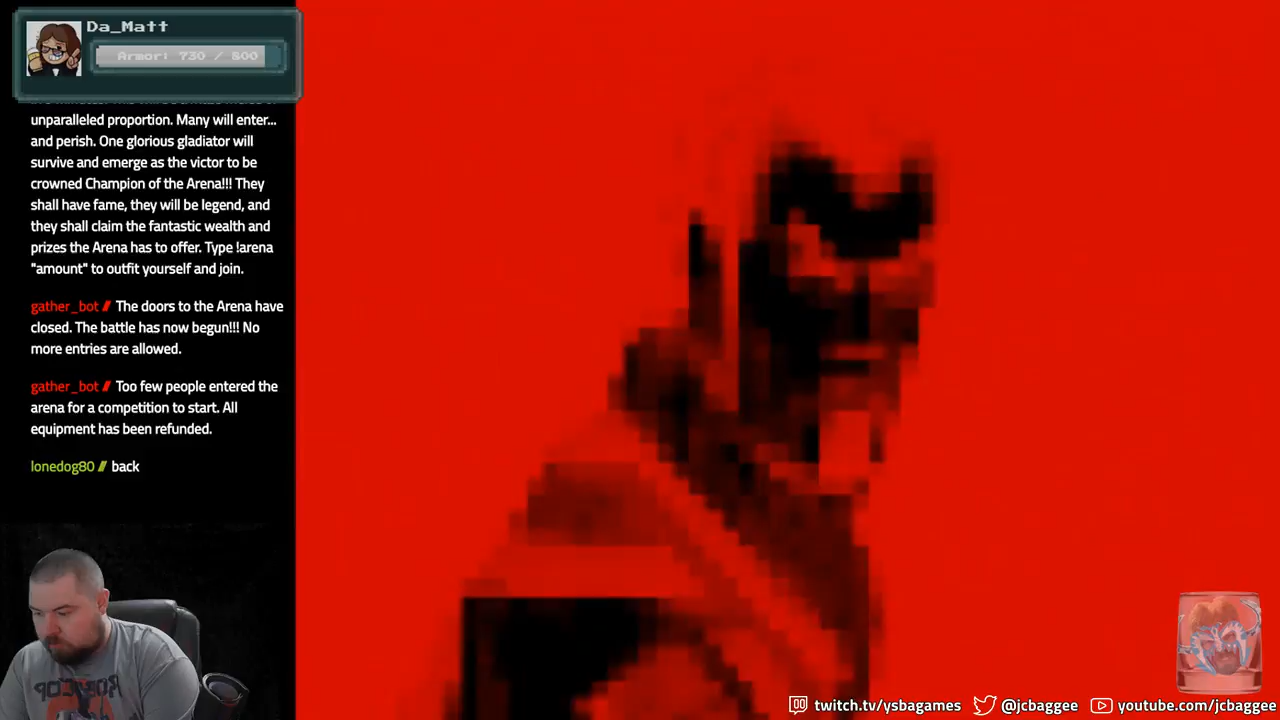 Da_Matt
Armor: 730 / 800
unparalleled proportion. Many will enter...
and perish. One glorious gladiator will
survive and emerge as the victor to be
crowned Champion of the Arena!!! They
shall have fame, they will be legend, and
they shall claim the fantastic wealth and
prizes the Arena has to offer. Type !arena
"amount" to outfit yourself and join.
gather_bot // The doors to the Arena have
closed. The battle has now begun!!! No
more entries are allowed.
gather_bot // Too few people entered the
arena for a competition to start. All
equipment has been refunded.
lonedog80 // back
ROBOCOP
twitch.tv/ysbagames @jcbaggee youtube.com/jcbaggee